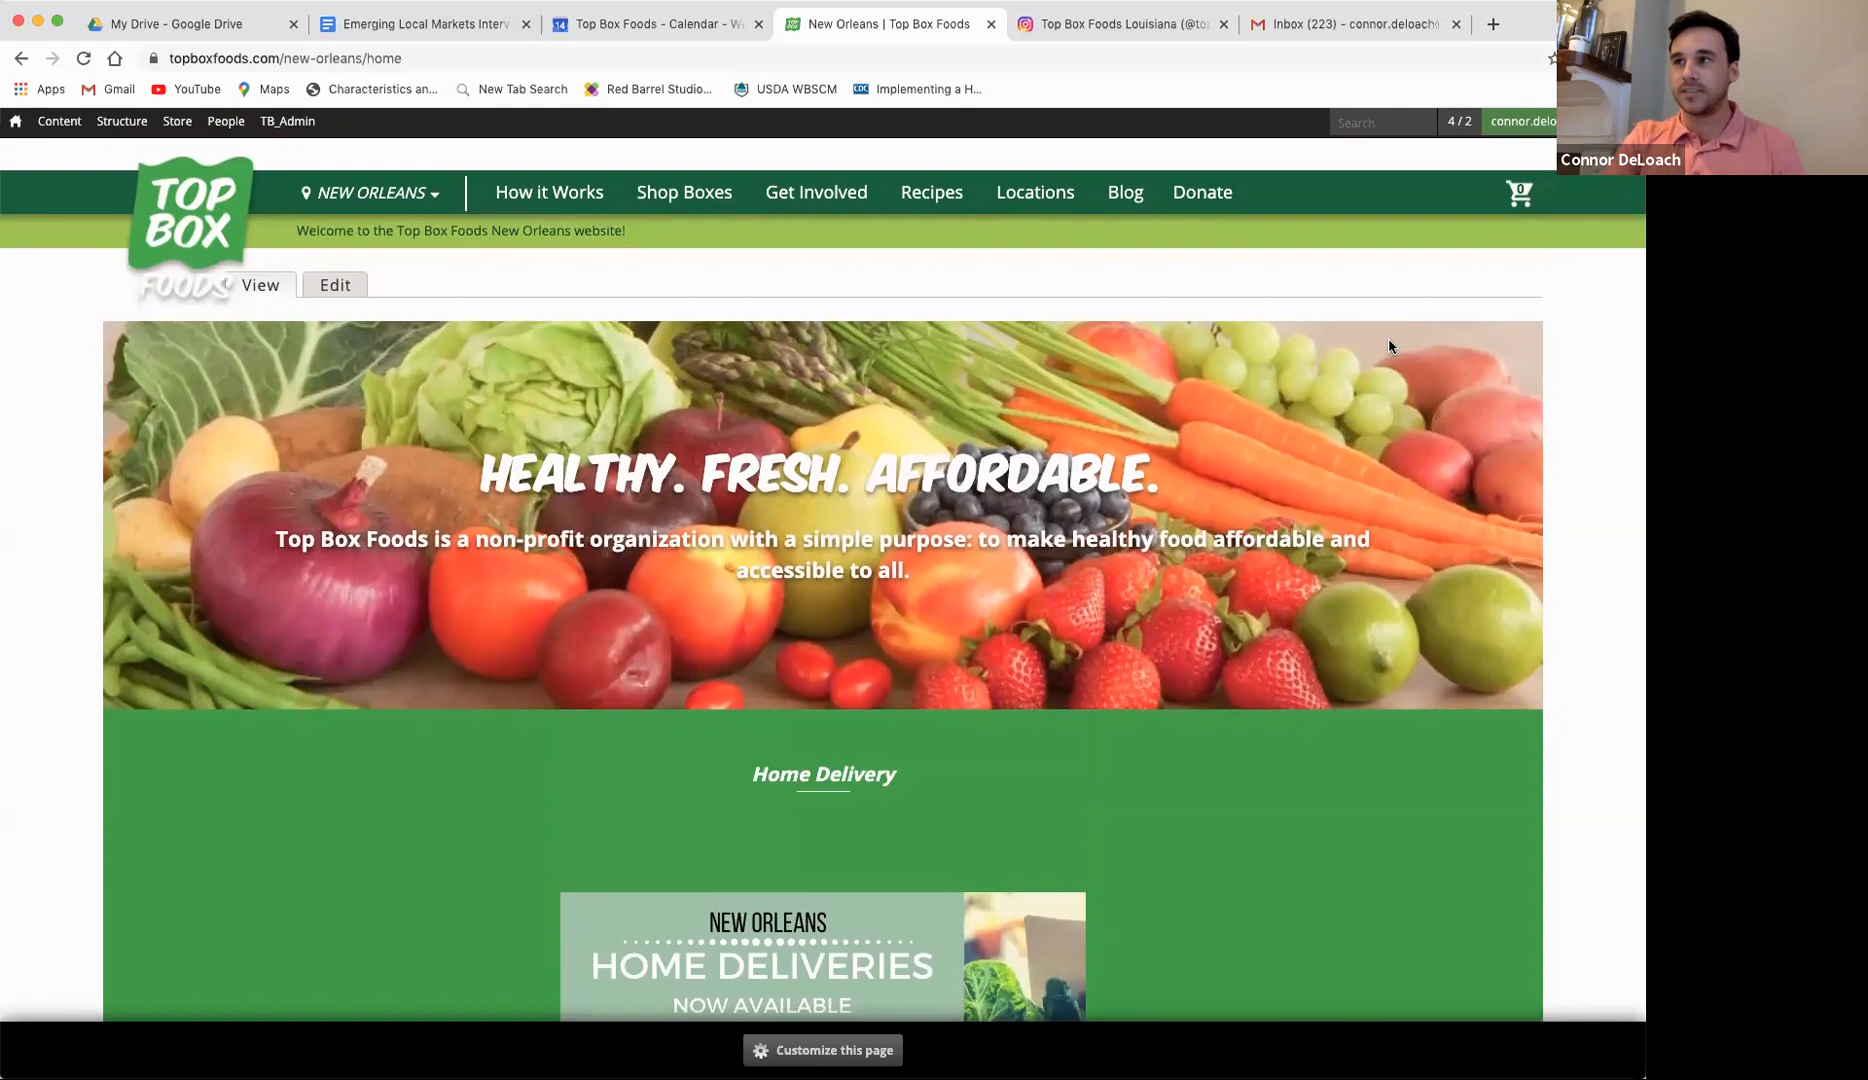 My Drive - Google Drive
Emerging Local Markets Interv
Top Box Foods - Calendar - We
New Orleans | Top Box Foods
Top Box Foods Louisiana (@to
Inbox (223) - connor.deloach
topboxfoods.com/new-orleans/home
Apps
Gmail
YouTube
Maps
Characteristics an...
New Tab Search
Red Barrel Studio...
CDC
USDA WBSCM
Implementing a H...
Content
Structure
Store
People
TB_Admin
Search
4 / 2
connor.delo
Connor DeLoach
TOP
BOX
FOODS
NEW ORLEANS
How it Works
Shop Boxes
Get Involved
Recipes
Locations
Blog
Donate
0
Welcome to the Top Box Foods New Orleans website!
View
Edit
HEALTHY. FRESH. AFFORDABLE.
Top Box Foods is a non-profit organization with a simple purpose: to make healthy food affordable and
accessible to all.
Home Delivery
NEW ORLEANS
HOME DELIVERIES
NOW AVAILABLE
Customize this page